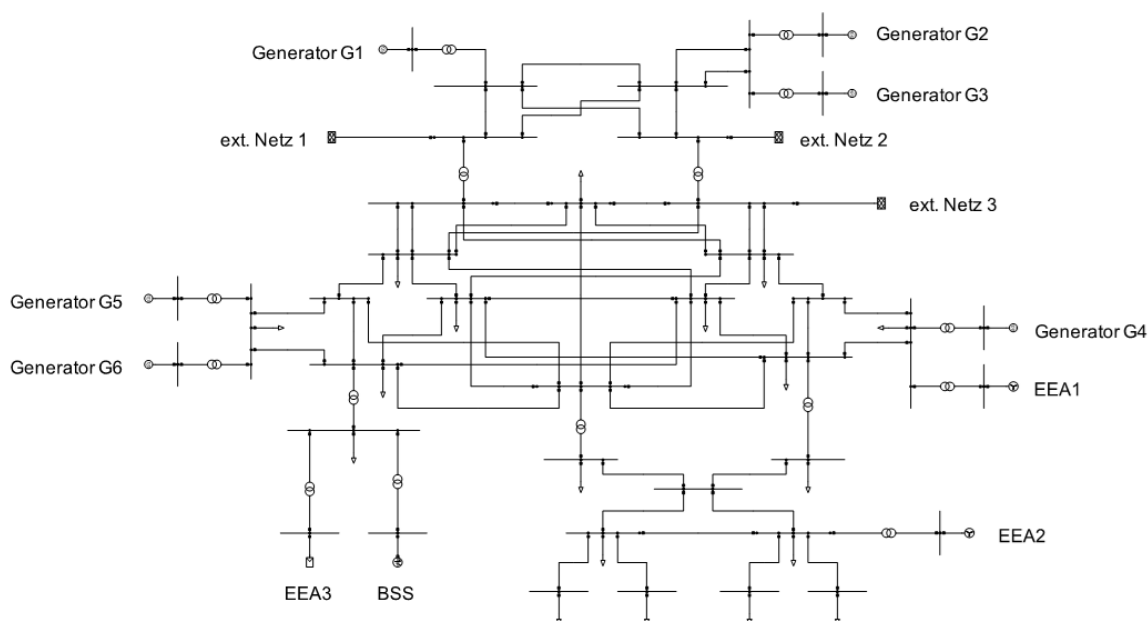 Generator G1
Generator G2
Generator G3
ext. Netz 1
ext. Netz 2
ext. Netz 3
Generator G5
Generator G4
Generator G6
EEA1
EEA2
EEA3
BSS